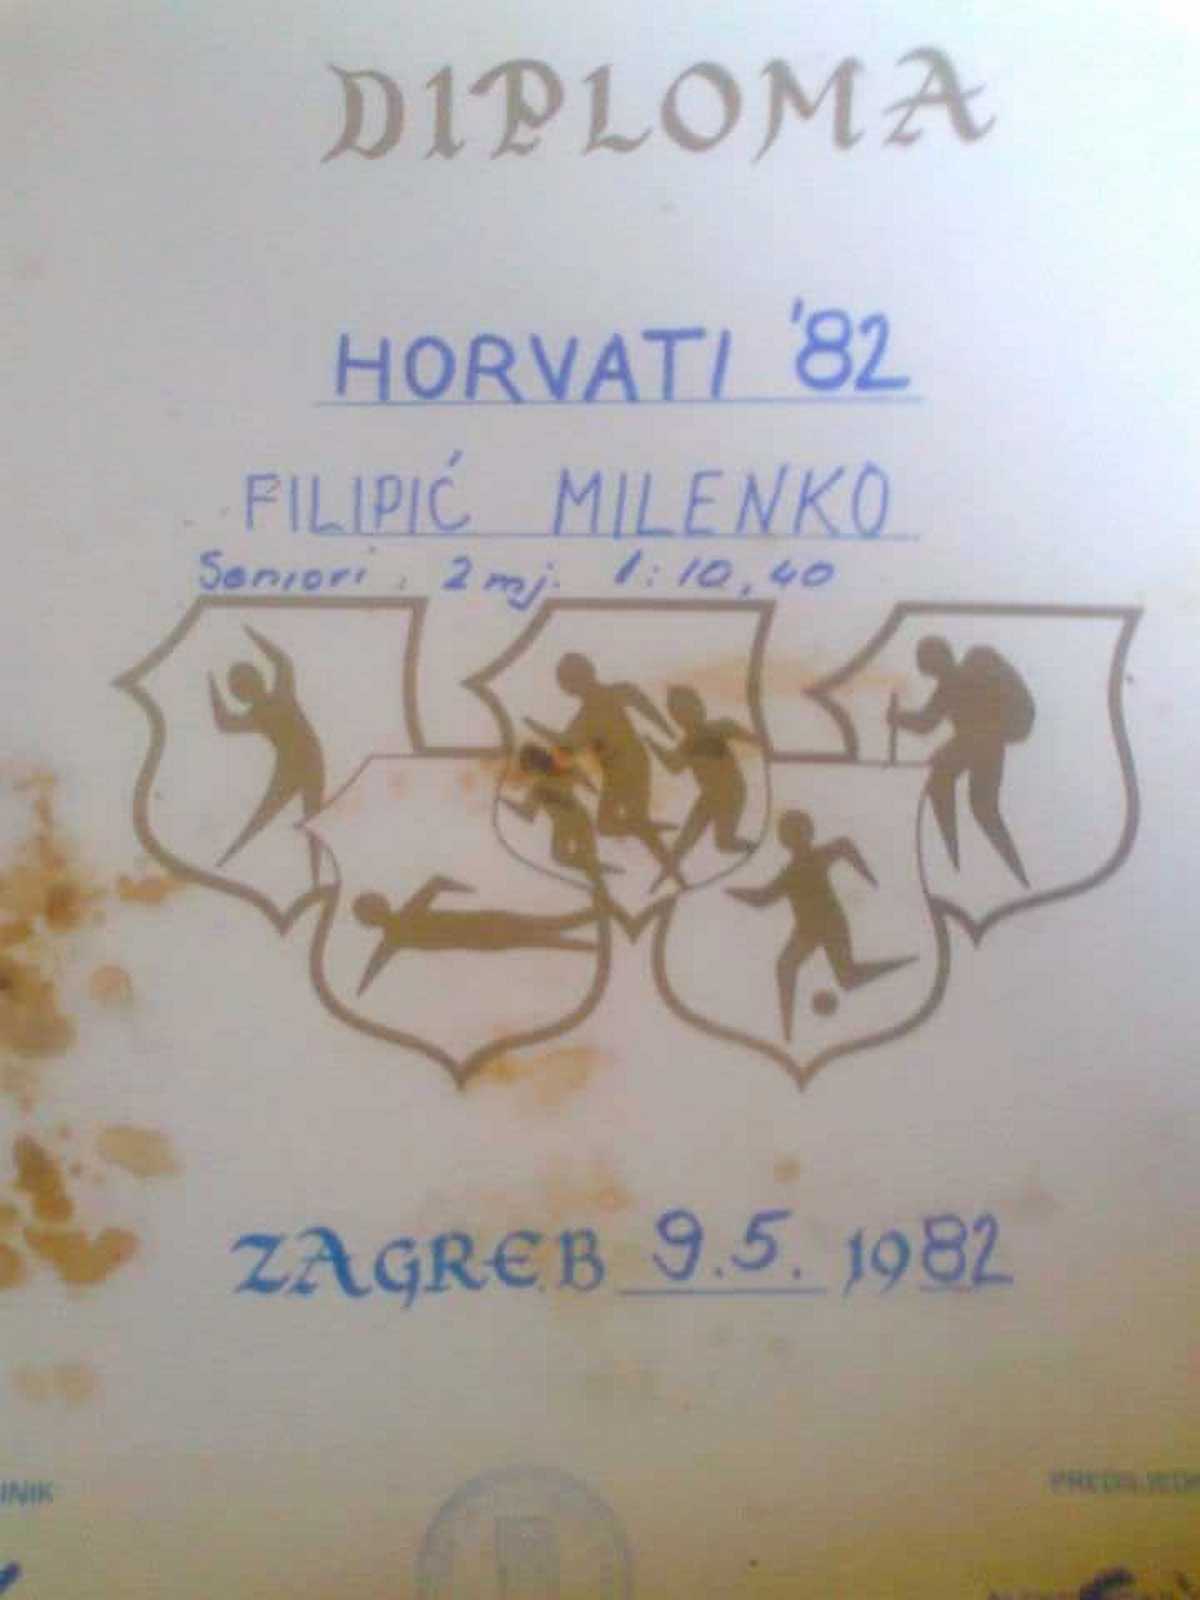 DIPLOMA
HORVATI '82
FILIPIĆ MILENKO
Seniori, 2 mj. 1:10,40
ZAGREB 9.5. 1982